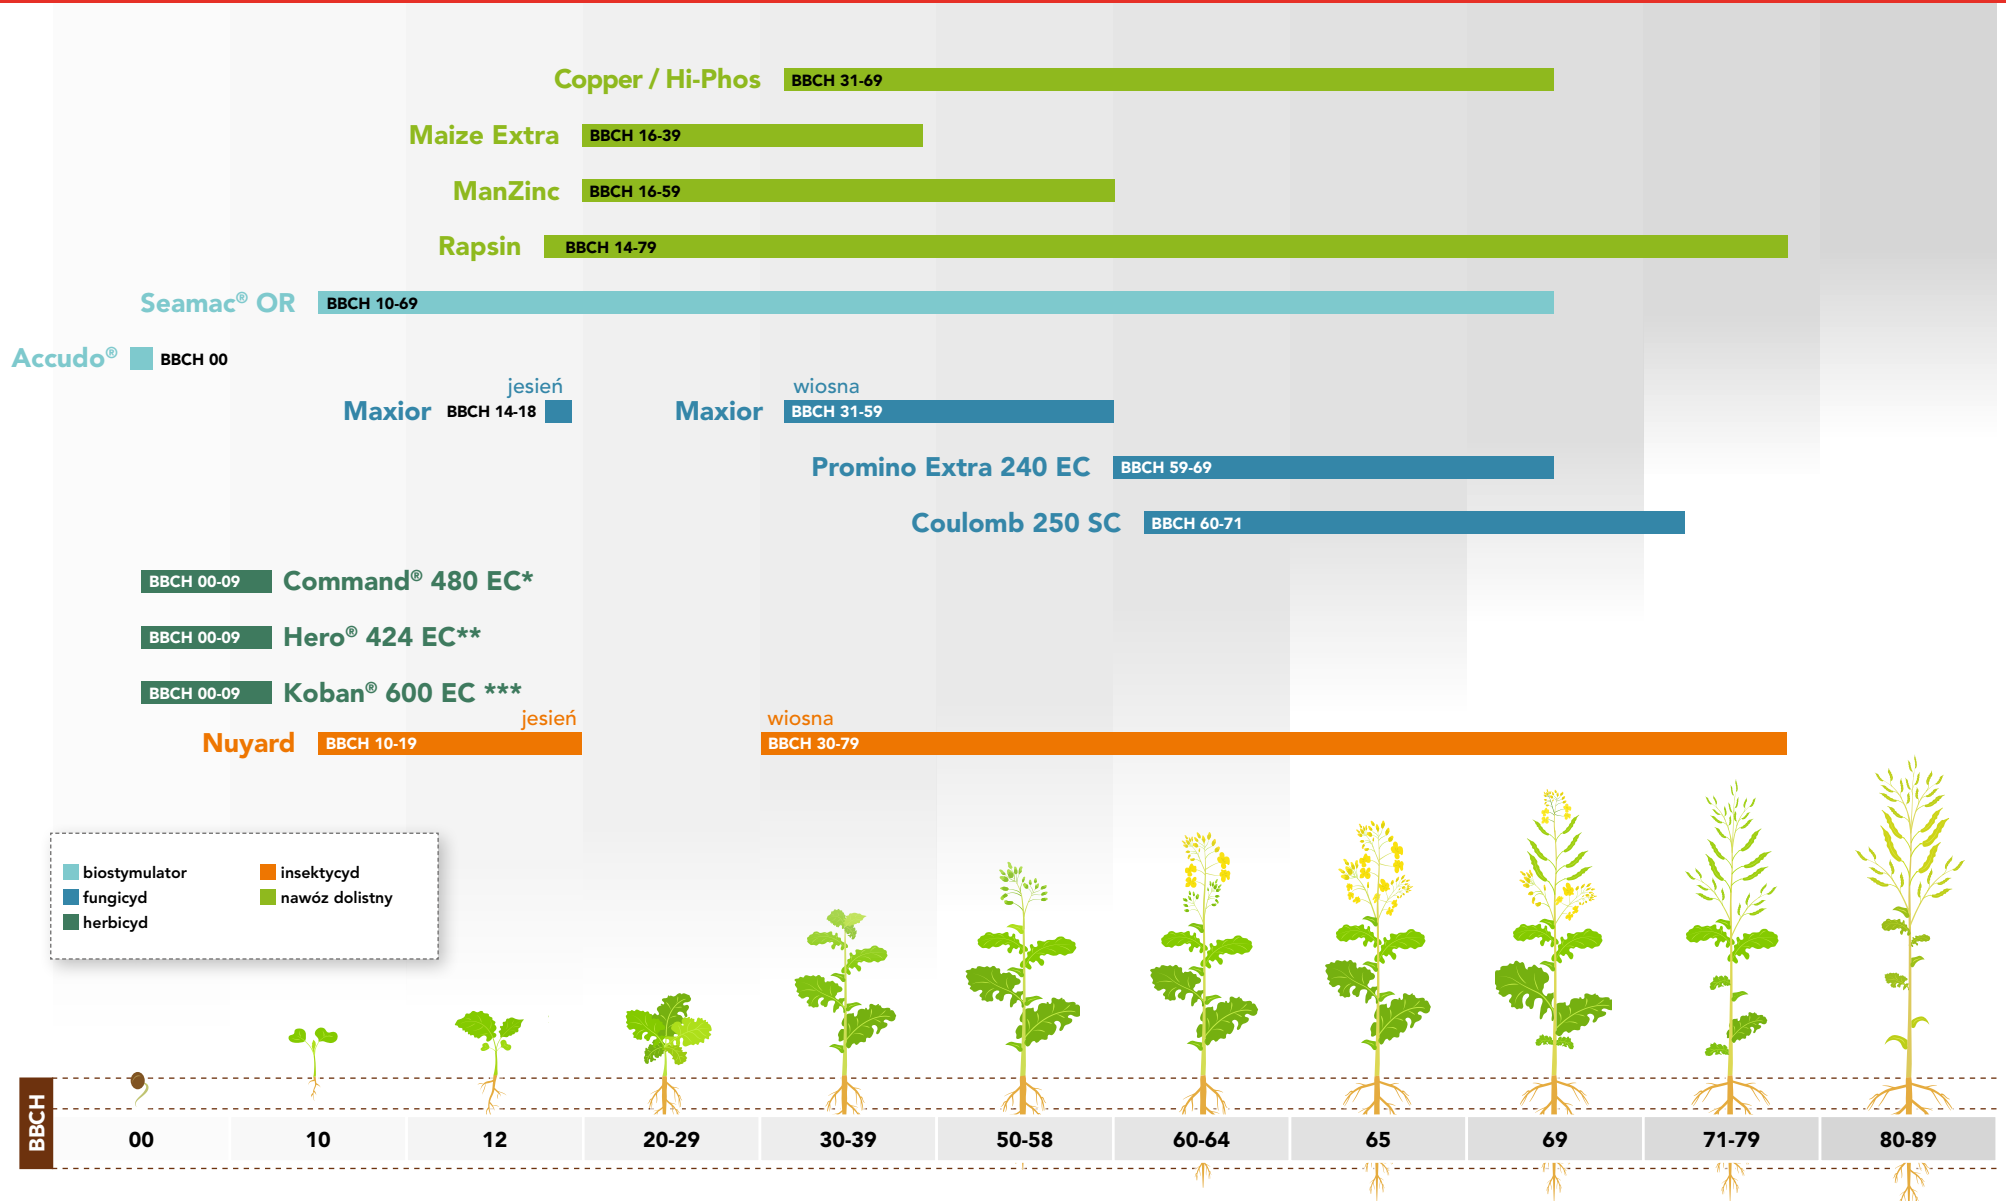 Copper / Hi-Phos BBCH 31-69
Maize Extra BBCH 16-39
ManZinc BBCH 16-59
Rapsin BBCH 14-79
Seamac® OR BBCH 10-69
Accudo® BBCH 00
jesień wiosna
Maxior BBCH 14-18 Maxior BBCH 31-59
Promino Extra 240 EC BBCH 59-69
Coulomb 250 SC BBCH 60-71
BBCH 00-09 Command® 480 EC*
BBCH 00-09 Hero® 424 EC**
BBCH 00-09 Koban® 600 EC ***
jesień wiosna
Nuyard BBCH 10-19 BBCH 30-79
biostymulator insektycyd
fungicyd nawóz dolistny
herbicyd
BBCH
00 10 12 20-29 30-39 50-58 60-64 65 69 71-79 80-89